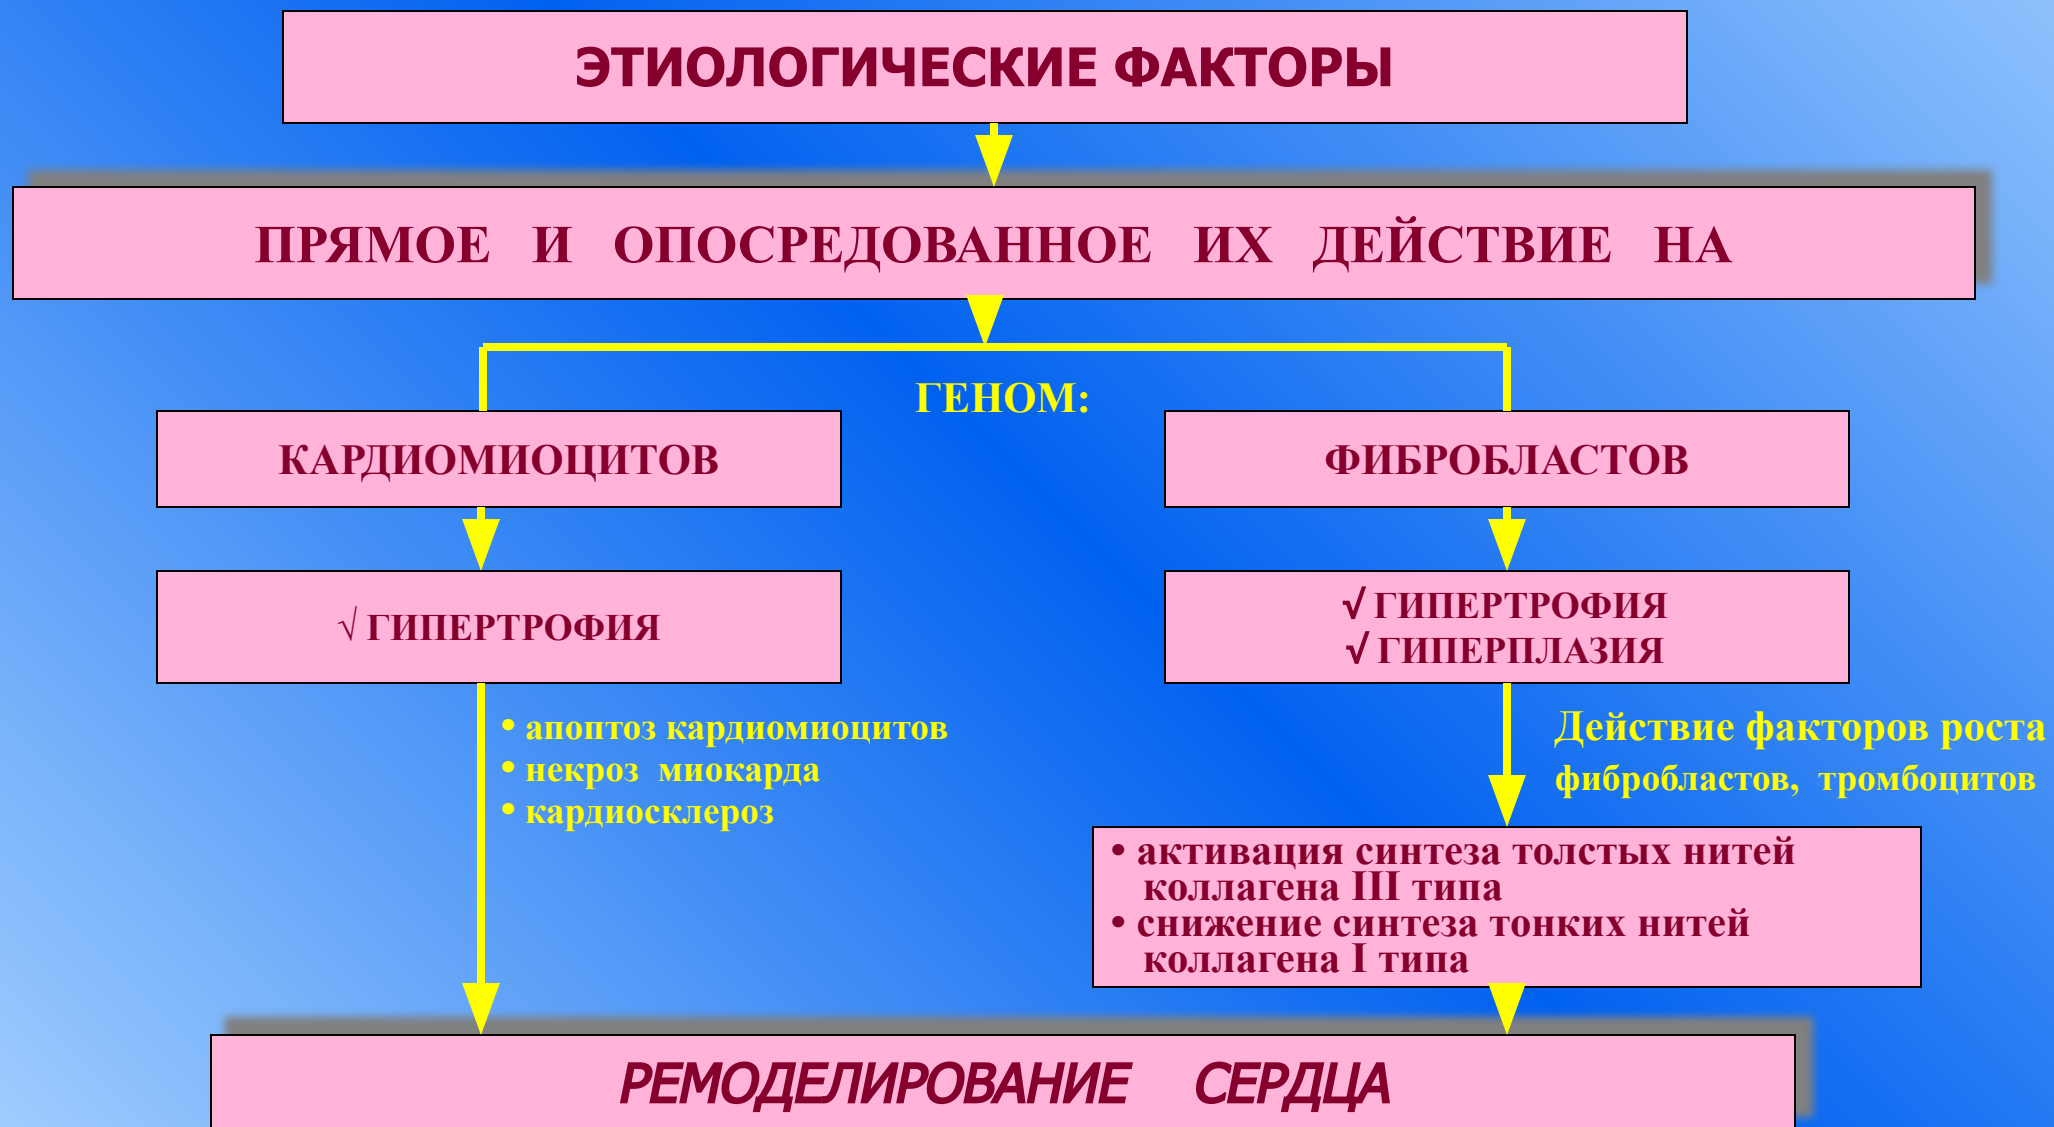 ЭТИОЛОГИЧЕСКИЕ ФАКТОРЫ
ПРЯМОЕ И ОПОСРЕДОВАННОЕ ИХ ДЕЙСТВИЕ НА
ГЕНОМ:
КАРДИОМИОЦИТОВ
ФИБРОБЛАСТОВ
√ ГИПЕРТРОФИЯ
√ ГИПЕРТРОФИЯ
√ ГИПЕРПЛАЗИЯ
• апоптоз кардиомиоцитов
• некроз миокарда
• кардиосклероз
Действие факторов роста
фибробластов, тромбоцитов
• активация синтеза толстых нитей
коллагена III типа
• снижение синтеза тонких нитей
коллагена I типа
РЕМОДЕЛИРОВАНИЕ СЕРДЦА